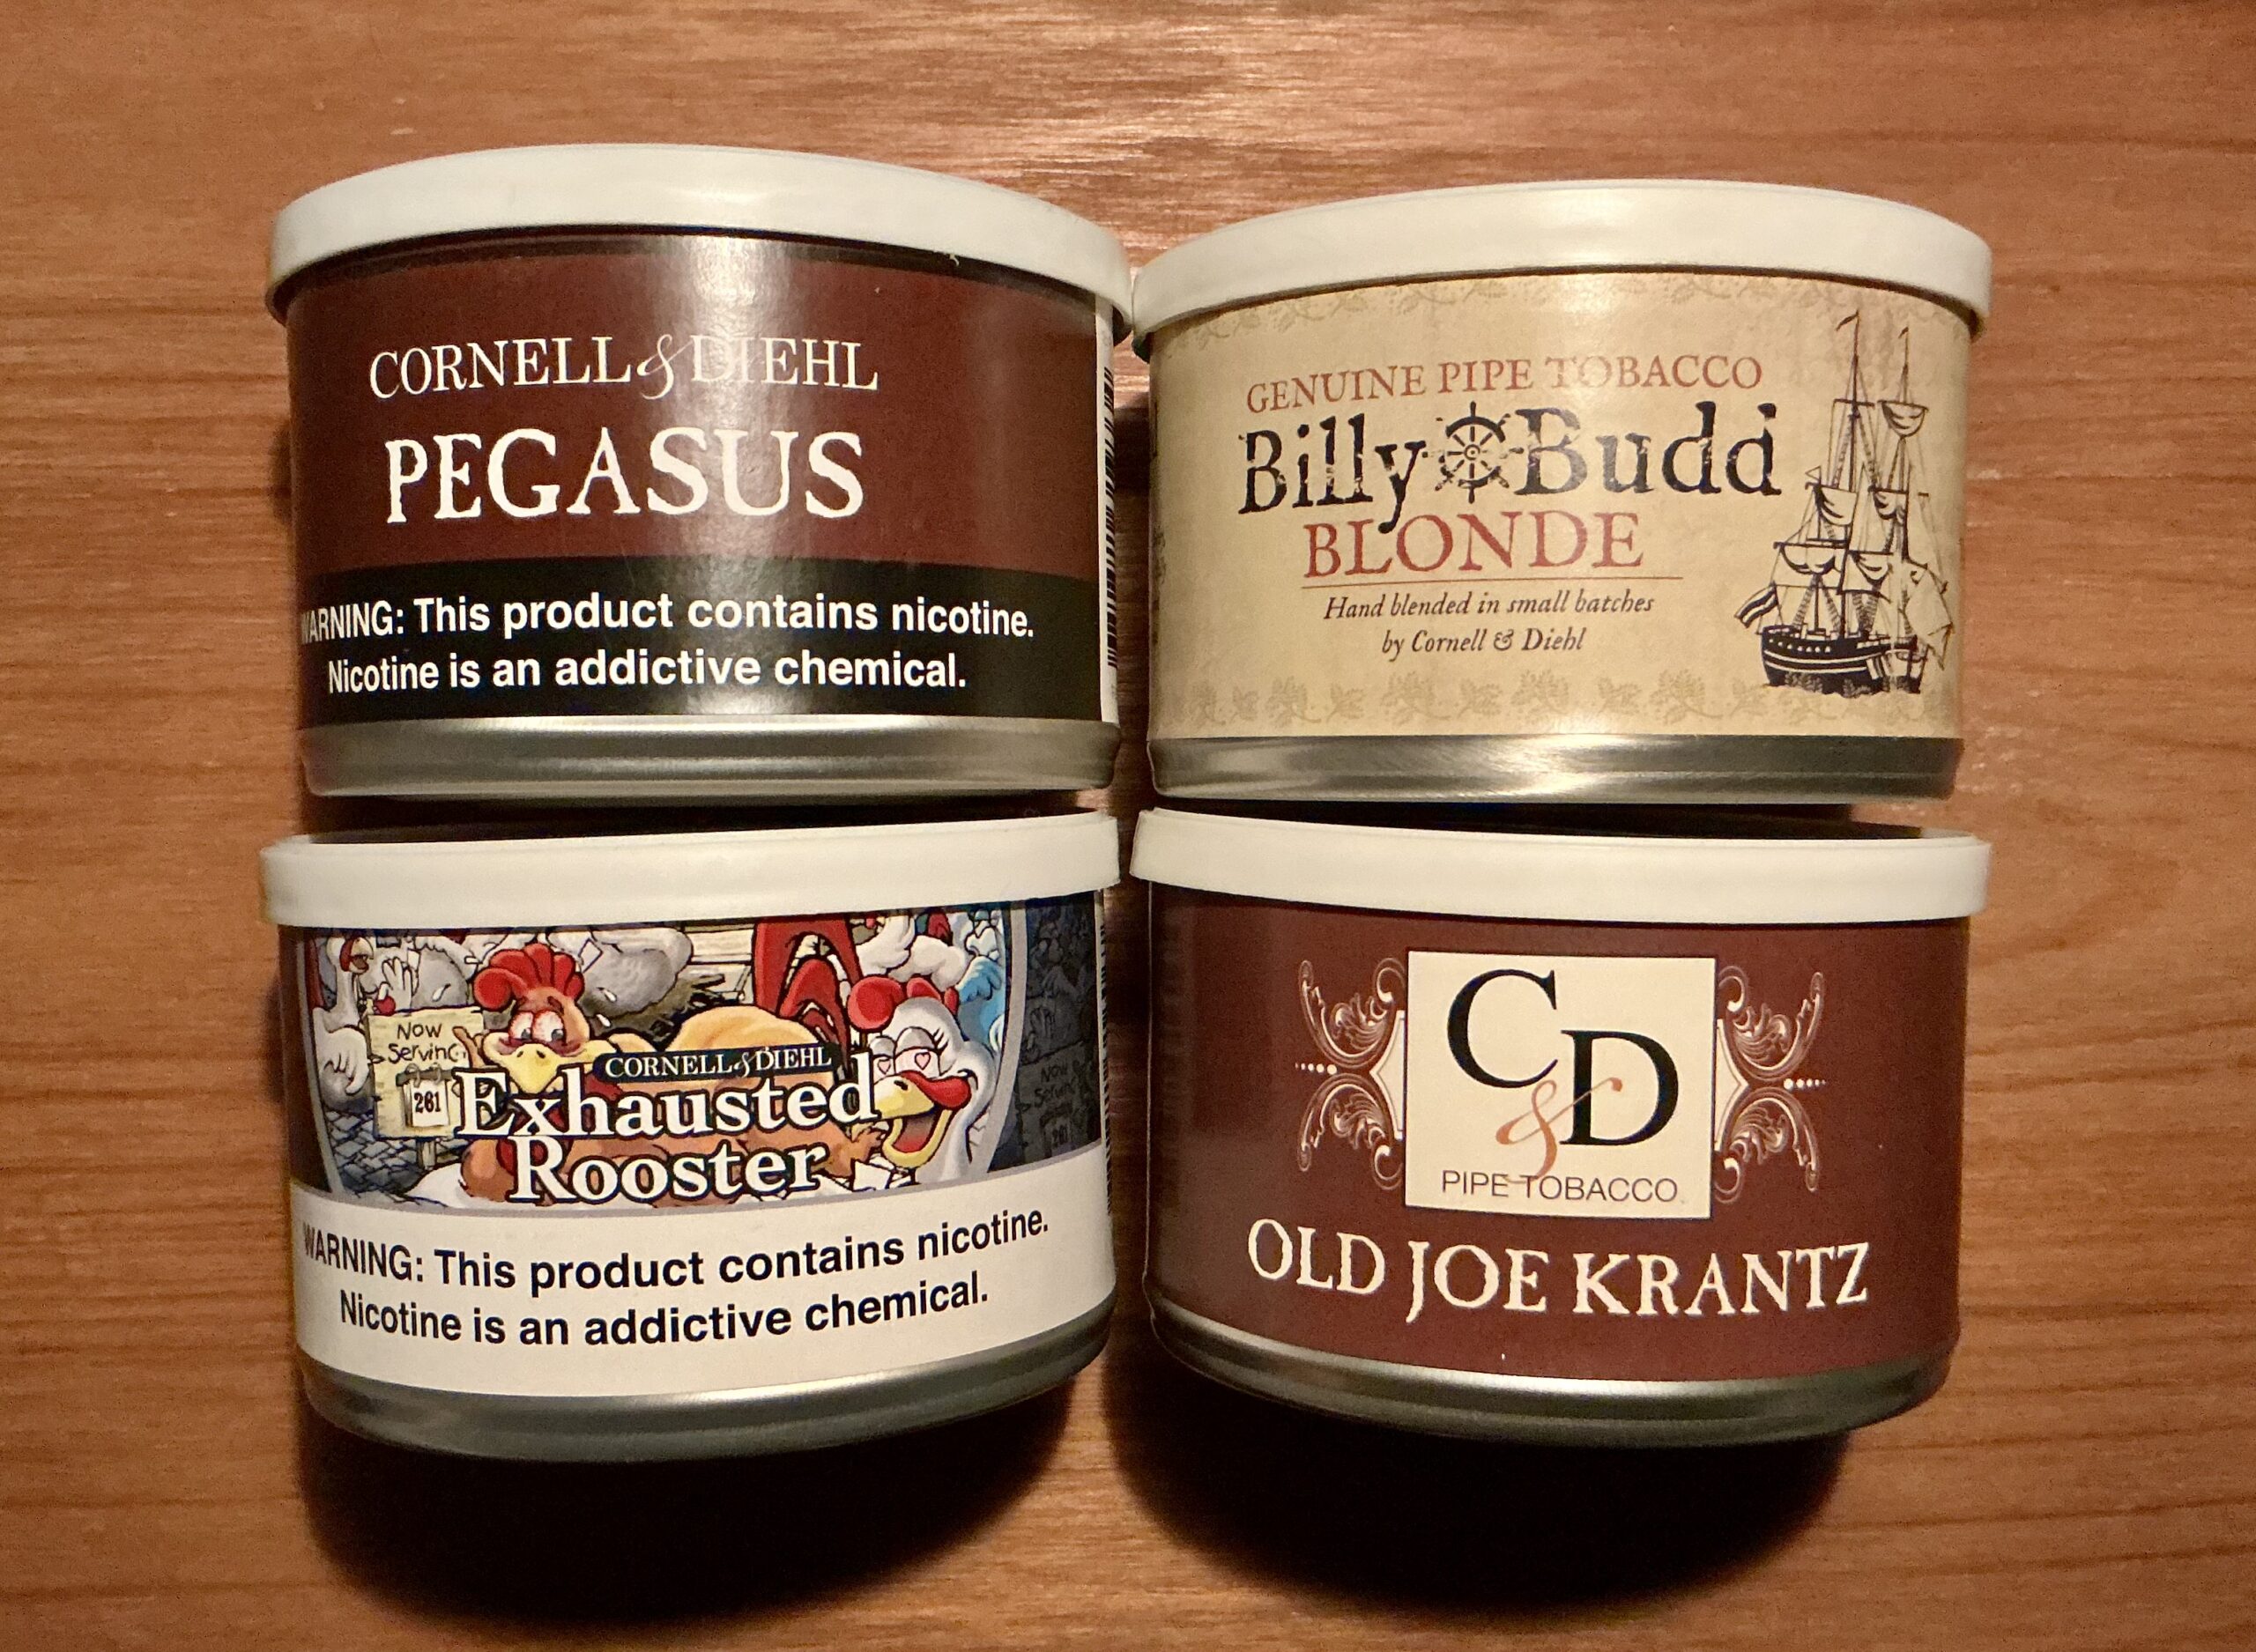 CORNELL & DIEHL
PEGASUS
WARNING: This product contains nicotine.
Nicotine is an addictive chemical.
GENUINE PIPE TOBACCO
Billy Budd
BLONDE
Hand blended in small batches
by Cornell & Diehl
NOW
Serving
261
CORNELL & DIEHL
Exhausted
Rooster
WARNING: This product contains nicotine.
Nicotine is an addictive chemical.
C & D
PIPE TOBACCO
OLD JOE KRANTZ